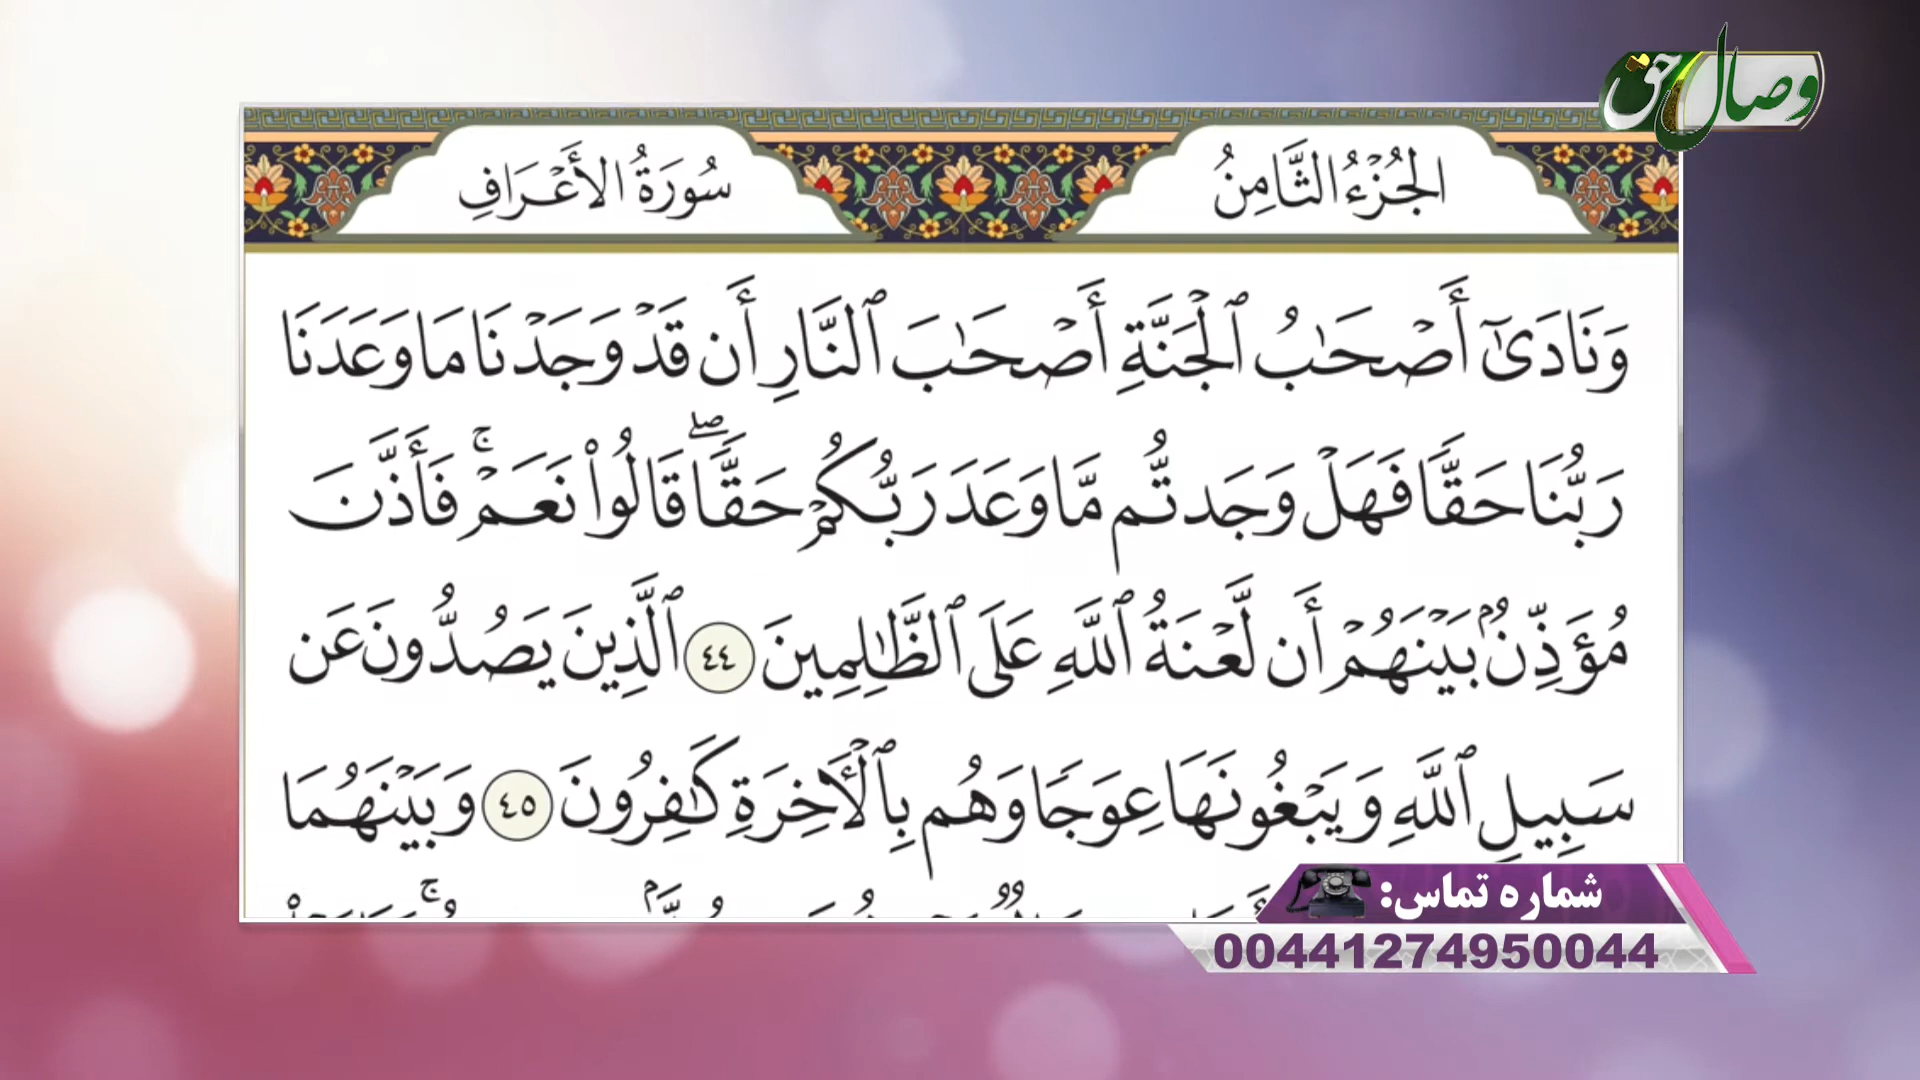 وصال حق
الجُزْءُ الثَّامِنُ
سُورَةُ الأَعْرَافِ
وَنَادَىٰٓ أَصْحَٰبُ ٱلْجَنَّةِ أَصْحَٰبَ ٱلنَّارِ أَن قَدْ وَجَدْنَا مَا وَعَدَنَا
رَبُّنَا حَقًّا فَهَلْ وَجَدتُّم مَّا وَعَدَ رَبُّكُمْ حَقًّا ۖ قَالُوا۟ نَعَمْ ۚ فَأَذَّنَ
مُؤَذِّنٌۢ بَيْنَهُمْ أَن لَّعْنَةُ ٱللَّهِ عَلَى ٱلظَّٰلِمِينَ ٤٤ ٱلَّذِينَ يَصُدُّونَ عَن
سَبِيلِ ٱللَّهِ وَيَبْغُونَهَا عِوَجًا وَهُم بِٱلْأٓخِرَةِ كَٰفِرُونَ ٤٥ وَبَيْنَهُمَا
شماره تماس:
00441274950044